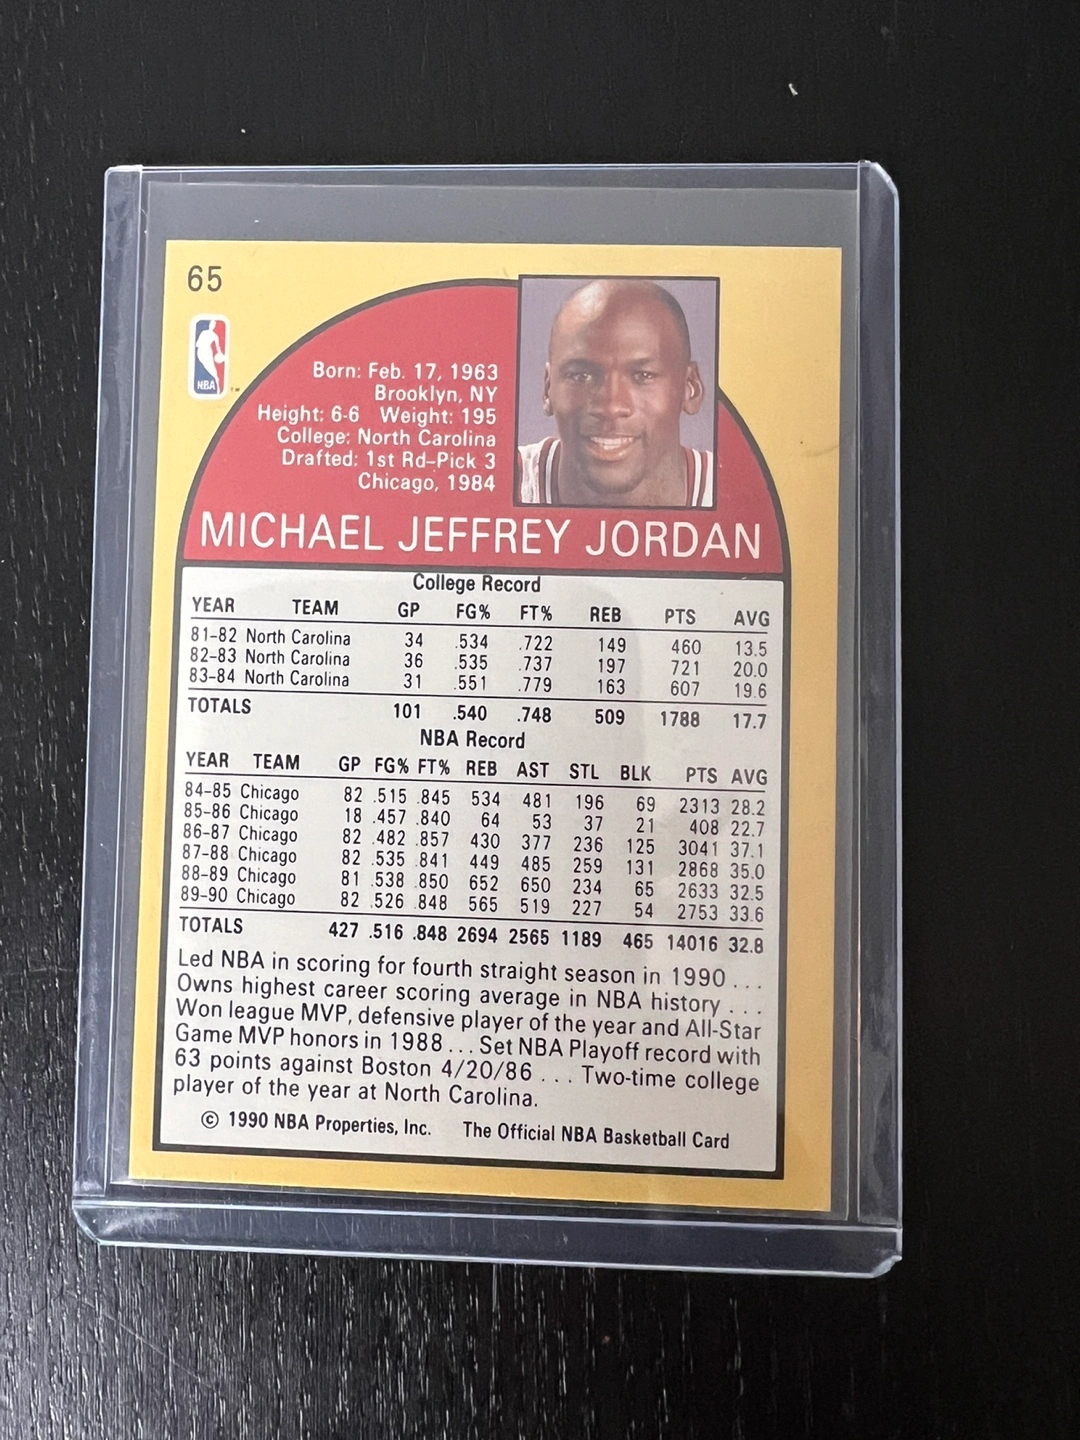 65
NBA
Born: Feb. 17, 1963
Brooklyn, NY
Height: 6-6 Weight: 195
College: North Carolina
Drafted: 1st Rd-Pick 3
Chicago, 1984
MICHAEL JEFFREY JORDAN
College Record
YEAR TEAM GP FG% FT% REB PTS AVG
81-82 North Carolina 34 .534 .722 149 460 13.5
82-83 North Carolina 36 .535 .737 197 721 20.0
83-84 North Carolina 31 .551 .779 163 607 19.6
TOTALS 101 .540 .748 509 1788 17.7
NBA Record
YEAR TEAM GP FG% FT% REB AST STL BLK PTS AVG
84-85 Chicago 82 .515 .845 534 481 196 69 2313 28.2
85-86 Chicago 18 .457 .840 64 53 37 21 408 22.7
86-87 Chicago 82 .482 .857 430 377 236 125 3041 37.1
87-88 Chicago 82 .535 .841 449 485 259 131 2868 35.0
88-89 Chicago 81 .538 .850 652 650 234 65 2633 32.5
89-90 Chicago 82 .526 .848 565 519 227 54 2753 33.6
TOTALS 427 .516 .848 2694 2565 1189 465 14016 32.8
Led NBA in scoring for fourth straight season in 1990 ...
Owns highest career scoring average in NBA history ...
Won league MVP, defensive player of the year and All-Star
Game MVP honors in 1988 ... Set NBA Playoff record with
63 points against Boston 4/20/86 ... Two-time college
player of the year at North Carolina.
© 1990 NBA Properties, Inc. The Official NBA Basketball Card